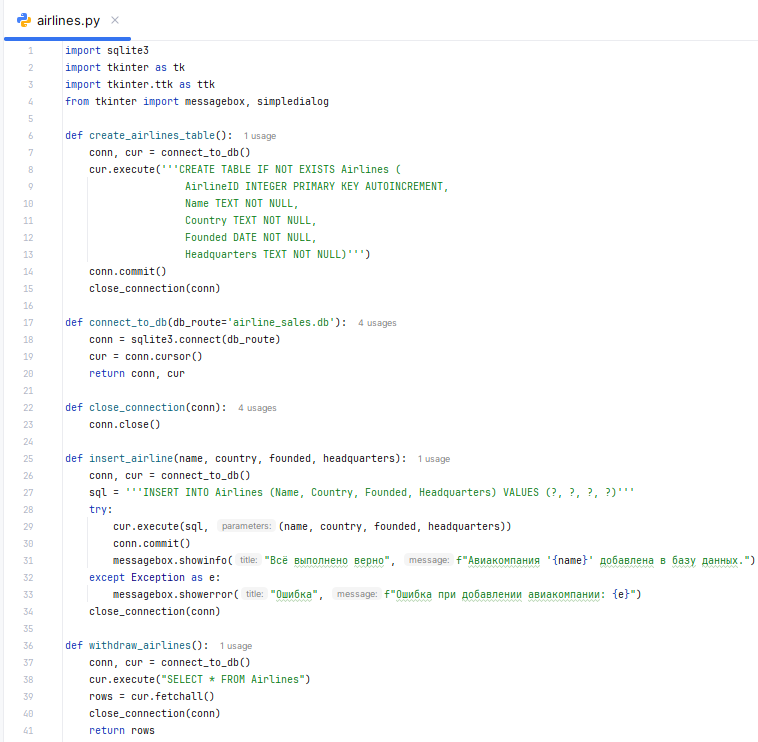 airlines.py ×
1 import sqlite3
2 import tkinter as tk
3 import tkinter.ttk as ttk
4 from tkinter import messagebox, simpledialog
5
6 def create_airlines_table(): 1 usage
7 conn, cur = connect_to_db()
8 cur.execute('''CREATE TABLE IF NOT EXISTS Airlines (
9 AirlineID INTEGER PRIMARY KEY AUTOINCREMENT,
10 Name TEXT NOT NULL,
11 Country TEXT NOT NULL,
12 Founded DATE NOT NULL,
13 Headquarters TEXT NOT NULL)''')
14 conn.commit()
15 close_connection(conn)
16
17 def connect_to_db(db_route='airline_sales.db'): 4 usages
18 conn = sqlite3.connect(db_route)
19 cur = conn.cursor()
20 return conn, cur
21
22 def close_connection(conn): 4 usages
23 conn.close()
24
25 def insert_airline(name, country, founded, headquarters): 1 usage
26 conn, cur = connect_to_db()
27 sql = '''INSERT INTO Airlines (Name, Country, Founded, Headquarters) VALUES (?, ?, ?, ?)'''
28 try:
29 cur.execute(sql, parameters: (name, country, founded, headquarters))
30 conn.commit()
31 messagebox.showinfo( title: "Всё выполнено верно", message: f"Авиакомпания '{name}' добавлена в базу данных.")
32 except Exception as e:
33 messagebox.showerror( title: "Ошибка", message: f"Ошибка при добавлении авиакомпании: {e}")
34 close_connection(conn)
35
36 def withdraw_airlines(): 1 usage
37 conn, cur = connect_to_db()
38 cur.execute("SELECT * FROM Airlines")
39 rows = cur.fetchall()
40 close_connection(conn)
41 return rows